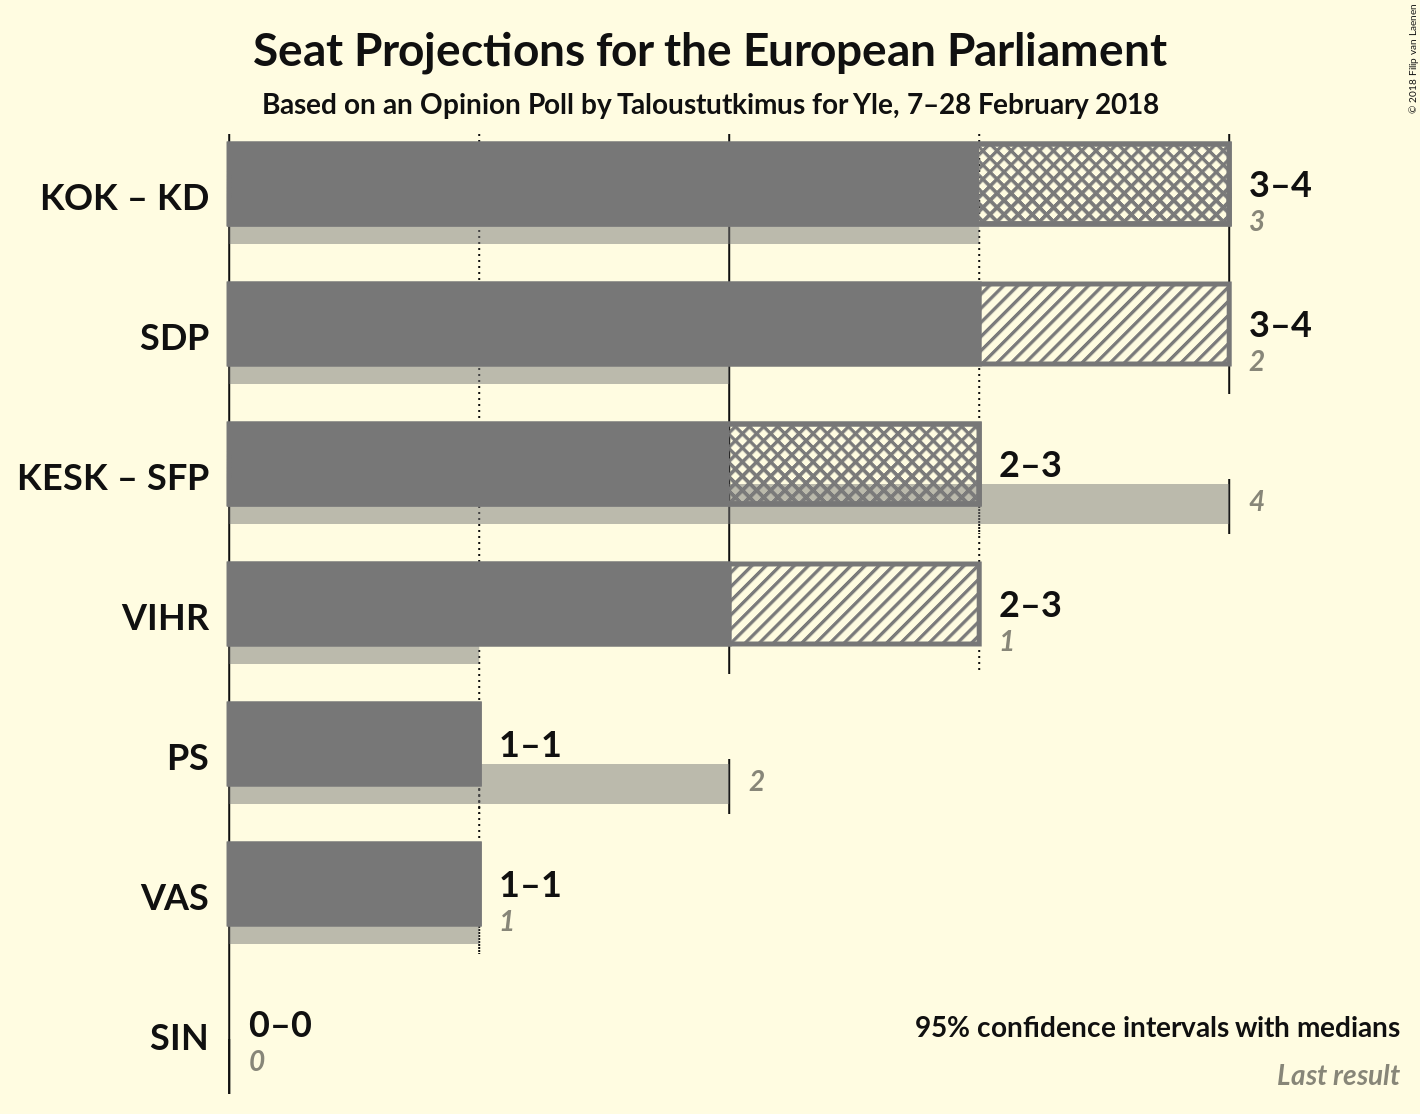 Seat Projections for the European Parliament
Based on an Opinion Poll by Taloustutkimus for Yle, 7–28 February 2018
© 2018 Filip van Laenen
KOK – KD
3–4
3
SDP
3–4
2
KESK – SFP
2–3
4
VIHR
2–3
1
PS
1–1
2
VAS
1–1
1
SIN
0–0
0
95% confidence intervals with medians
Last result